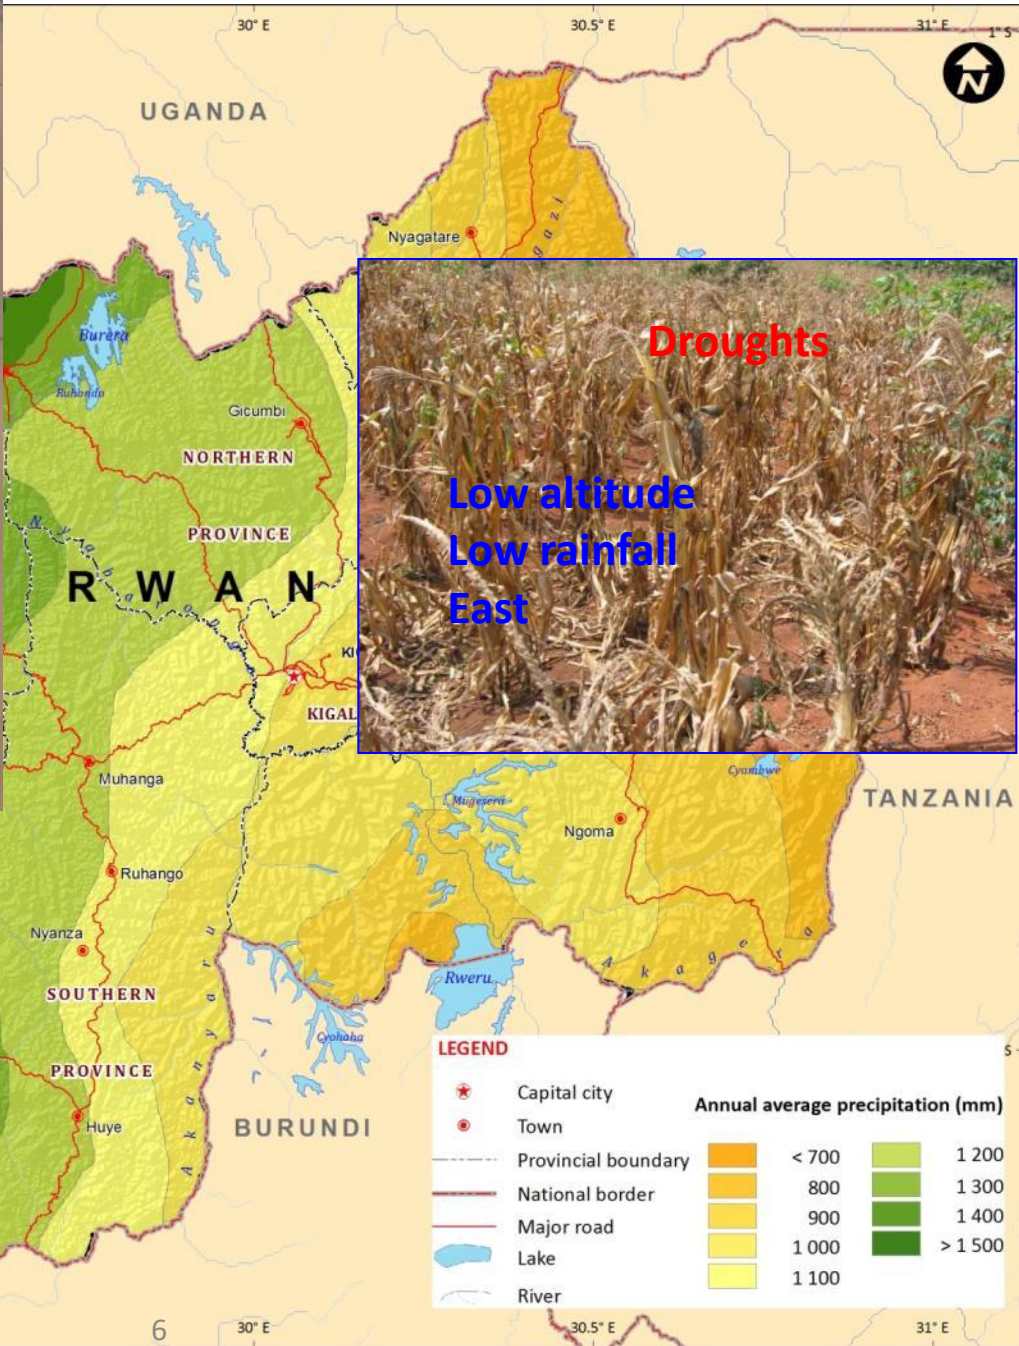 30° E
30.5° E
31° E
1° S
N
UGANDA
Nyagatare
gazi
Burera
Ruhondo
Gicumbi
NORTHERN
PROVINCE
Droughts
Low altitude
Low rainfall
East
RWAN
Nyabarongo
KIGAL
Muhanga
Mugesera
Cyambwe
Ngoma
TANZANIA
Ruhango
Nyanza
Akanyaru
Akagera
SOUTHERN
PROVINCE
Rweru
Cyohoha
Huye
BURUNDI
LEGEND
Capital city
Town
Provincial boundary
National border
Major road
Lake
River
Annual average precipitation (mm)
< 700
800
900
1 000
1 100
1 200
1 300
1 400
> 1 500
S
6
30° E
30.5° E
31° E